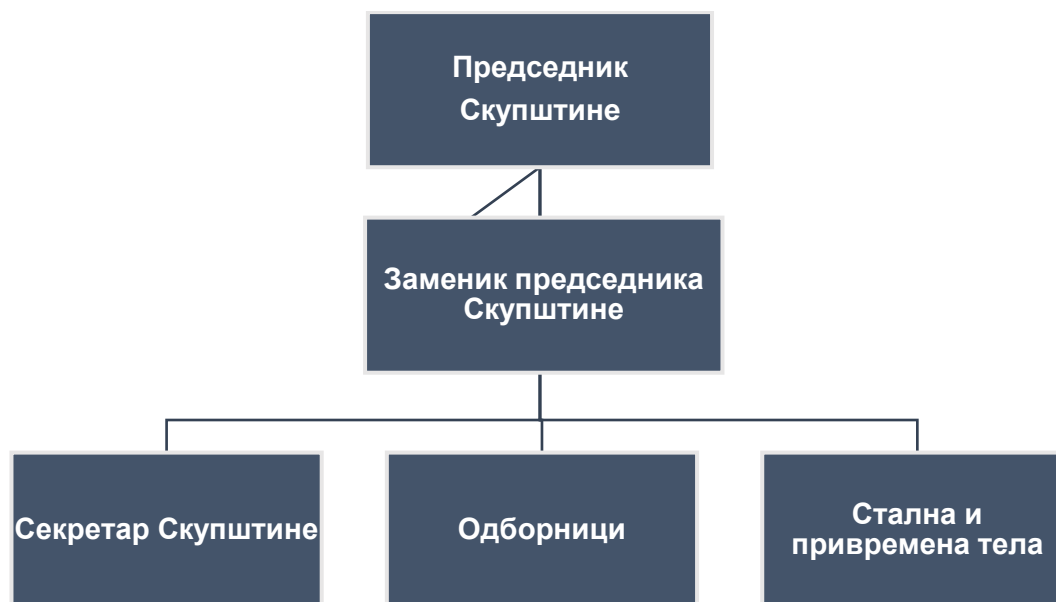 Председник
Скупштине
Заменик председника
Скупштине
Секретар Скупштине
Одборници
Стална и
привремена тела